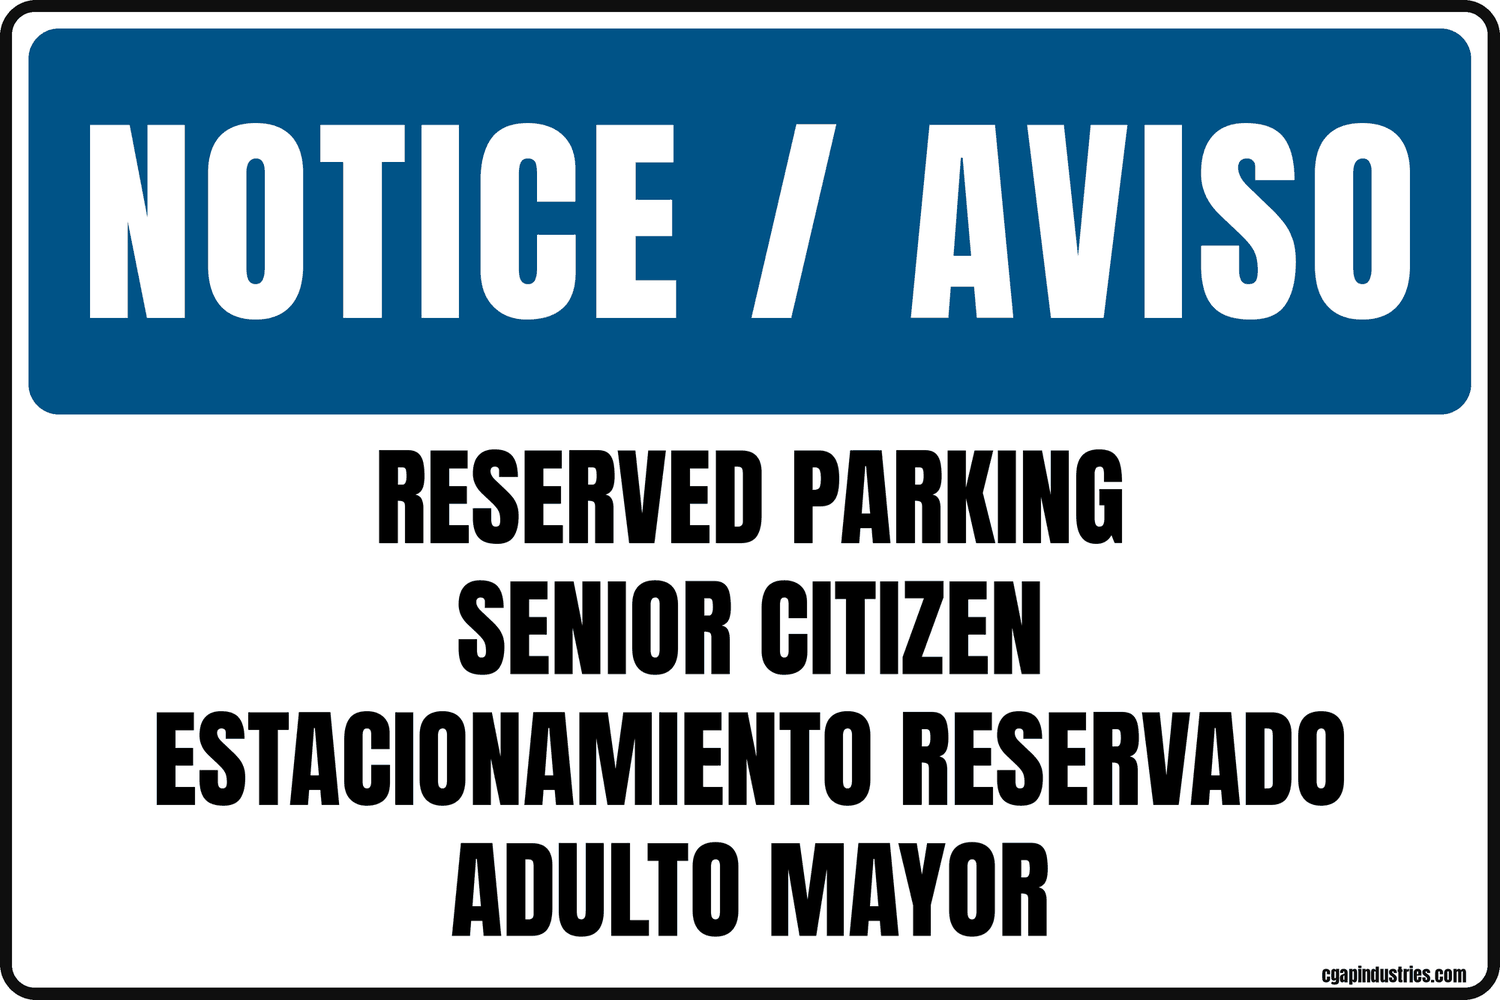 NOTICE / AVISO
RESERVED PARKING
SENIOR CITIZEN
ESTACIONAMIENTO RESERVADO
ADULTO MAYOR
cgapindustries.com